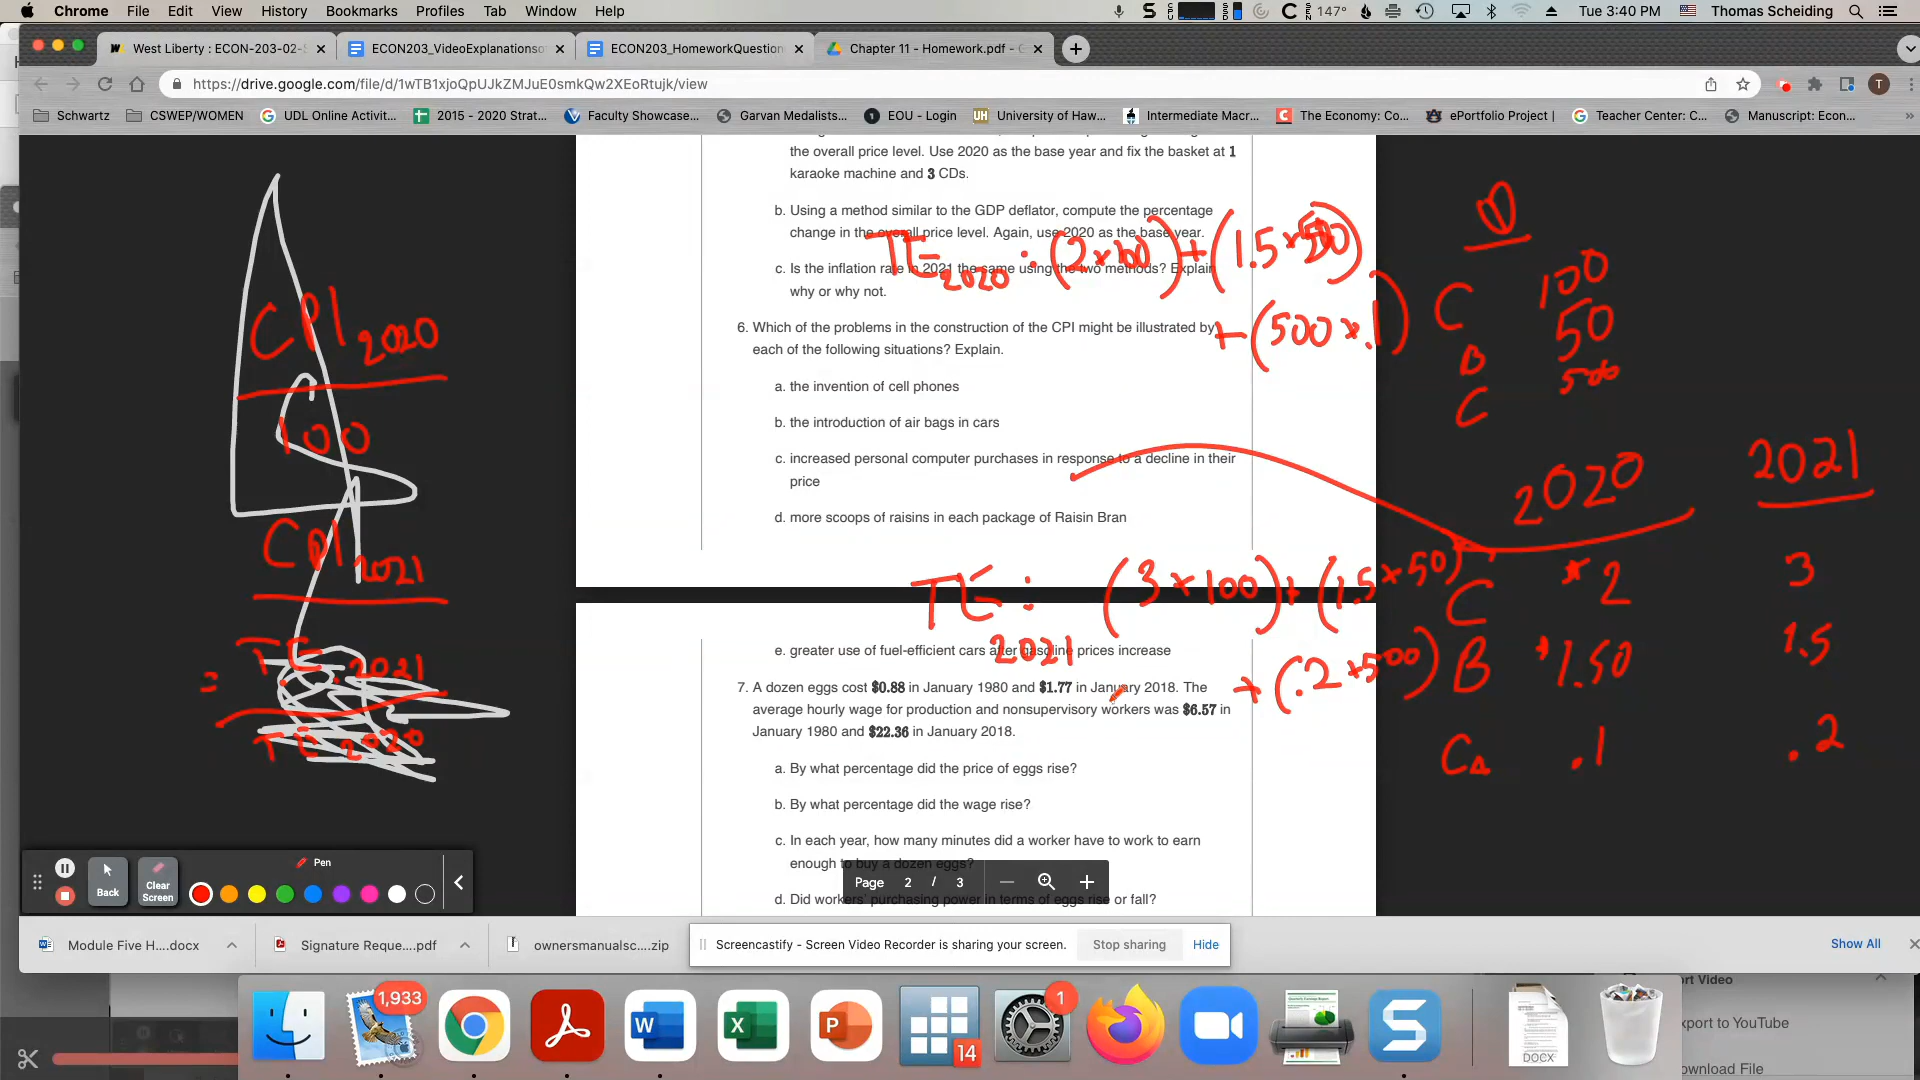 Chrome File Edit View History Bookmarks Profiles Tab Window Help
147° Tue 3:40 PM Thomas Scheiding
West Liberty : ECON-203-02-S
ECON203_VideoExplanationso
ECON203_HomeworkQuestion
Chapter 11 - Homework.pdf - G
https://drive.google.com/file/d/1wTB1xjoQpUJkZMJuE0smkQw2XEoRtujk/view
T
Schwartz CSWEP/WOMEN UDL Online Activit... 2015 - 2020 Strat... Faculty Showcase... Garvan Medalists... EOU - Login University of Haw... Intermediate Macr... The Economy: Co... ePortfolio Project | Teacher Center: C... Manuscript: Econ...
the overall price level. Use 2020 as the base year and fix the basket at 1
karaoke machine and 3 CDs.
b. Using a method similar to the GDP deflator, compute the percentage
change in the overall price level. Again, use 2020 as the base year.
c. Is the inflation rate in 2021 the same using the two methods? Explain
why or why not.
6. Which of the problems in the construction of the CPI might be illustrated by
each of the following situations? Explain.
a. the invention of cell phones
b. the introduction of air bags in cars
c. increased personal computer purchases in response to a decline in their
price
d. more scoops of raisins in each package of Raisin Bran
e. greater use of fuel-efficient cars after gasoline prices increase
7. A dozen eggs cost $0.88 in January 1980 and $1.77 in January 2018. The
average hourly wage for production and nonsupervisory workers was $6.57 in
January 1980 and $22.36 in January 2018.
a. By what percentage did the price of eggs rise?
b. By what percentage did the wage rise?
c. In each year, how many minutes did a worker have to work to earn
enough to buy a dozen eggs?
d. Did workers' purchasing power in terms of eggs rise or fall?
CPI 2020
100
CPI 2021
= TE 2021
TE 2020
TE 2020 : (2 × 100) + (1.5 × 50)
+ (500 × .1)
C 100
B 50
C 500
2020 2021
TE 2021 : (3 × 100) + (1.5 × 50)
+ (.2 × 500)
C 2 3
B 1.50 1.5
Ca .1 .2
Pen
Back
Clear
Screen
Page 2 / 3
Module Five H....docx
Signature Reque....pdf
ownersmanualsc....zip
Screencastify - Screen Video Recorder is sharing your screen.
Stop sharing
Hide
Show All
port Video
xport to YouTube
ownload File
1,933
1
14
DOCX